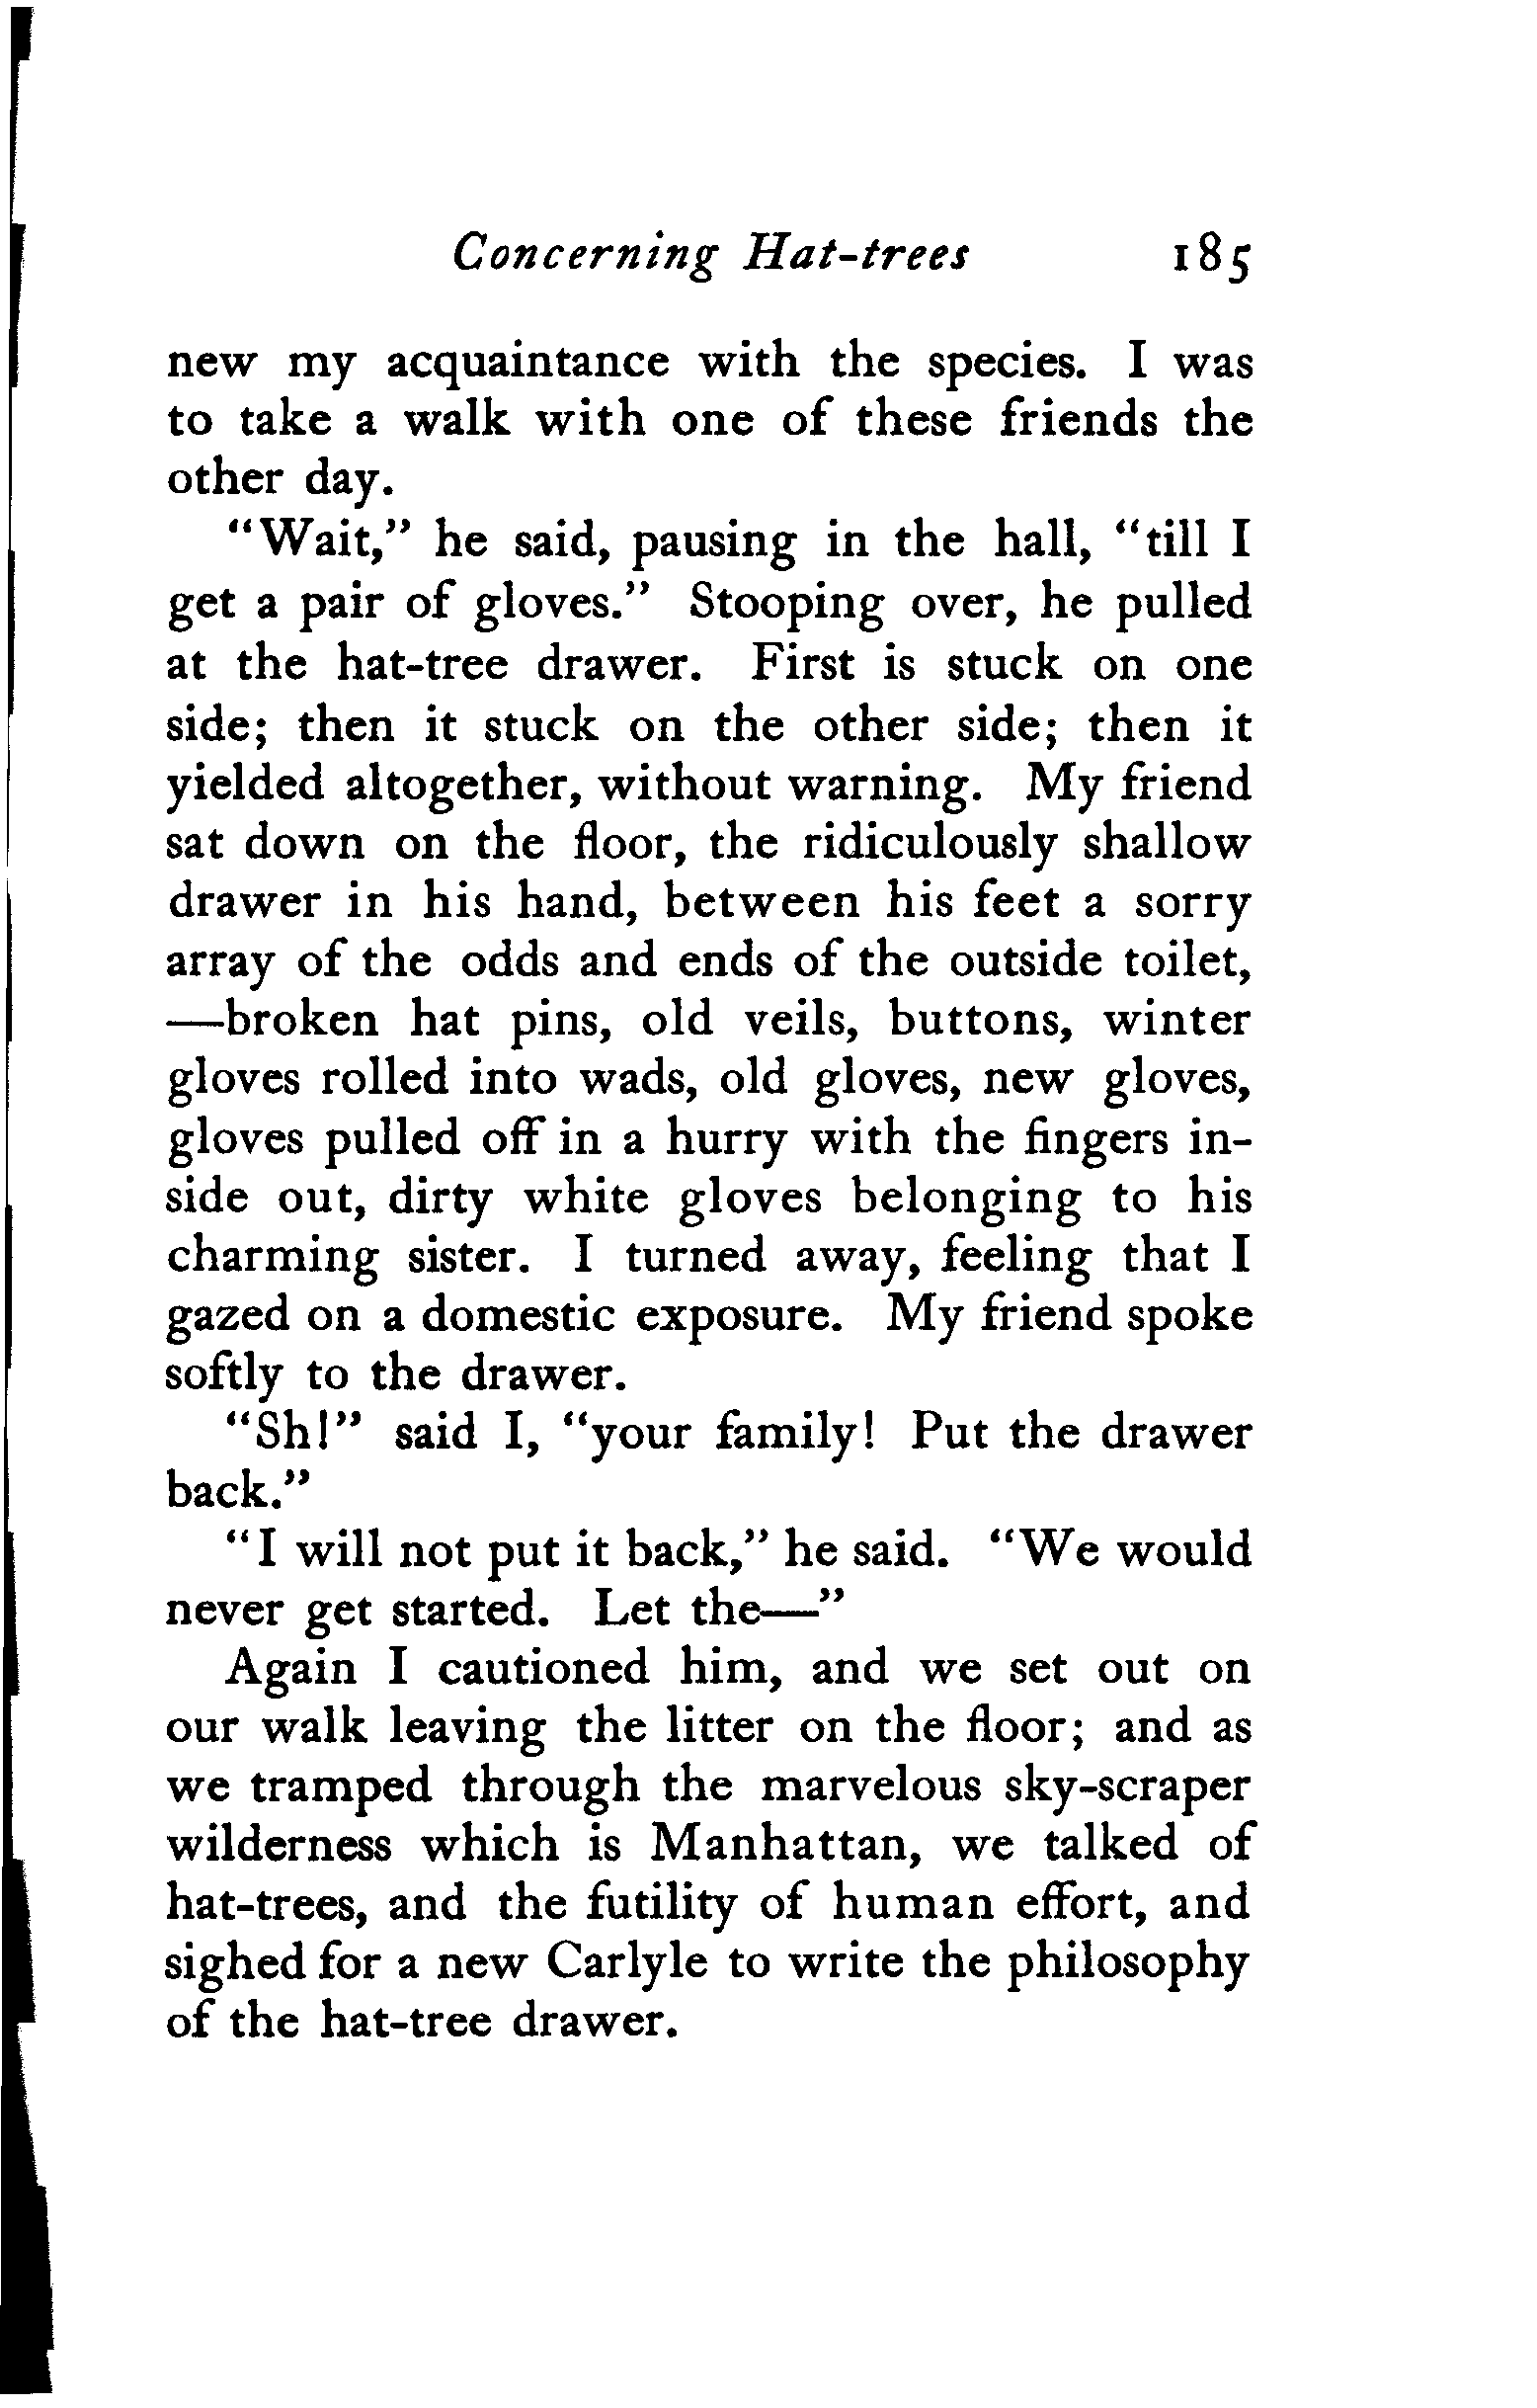 Concerning Hat-trees 185
new my acquaintance with the species. I was
to take a walk with one of these friends the
other day.
"Wait," he said, pausing in the hall, "till I
get a pair of gloves." Stooping over, he pulled
at the hat-tree drawer. First is stuck on one
side; then it stuck on the other side; then it
yielded altogether, without warning. My friend
sat down on the floor, the ridiculously shallow
drawer in his hand, between his feet a sorry
array of the odds and ends of the outside toilet,
—broken hat pins, old veils, buttons, winter
gloves rolled into wads, old gloves, new gloves,
gloves pulled off in a hurry with the fingers in-
side out, dirty white gloves belonging to his
charming sister. I turned away, feeling that I
gazed on a domestic exposure. My friend spoke
softly to the drawer.
"Sh!" said I, "your family! Put the drawer
back."
"I will not put it back," he said. "We would
never get started. Let the—"
Again I cautioned him, and we set out on
our walk leaving the litter on the floor; and as
we tramped through the marvelous sky-scraper
wilderness which is Manhattan, we talked of
hat-trees, and the futility of human effort, and
sighed for a new Carlyle to write the philosophy
of the hat-tree drawer.